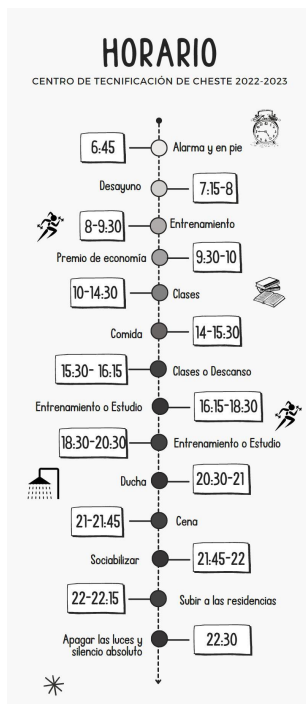 HORARIO
CENTRO DE TECNIFICACIÓN DE CHESTE 2022-2023
6:45 Alarma y en pie
Desayuno 7:15-8
8-9:30 Entrenamiento
Premio de economía 9:30-10
10-14:30 Clases
Comida 14-15:30
15:30- 16:15 Clases o Descanso
Entrenamiento o Estudio 16:15-18:30
18:30-20:30 Entrenamiento o Estudio
Ducha 20:30-21
21-21:45 Cena
Sociabilizar 21:45-22
22-22:15 Subir a las residencias
Apagar las luces y
silencio absoluto 22:30